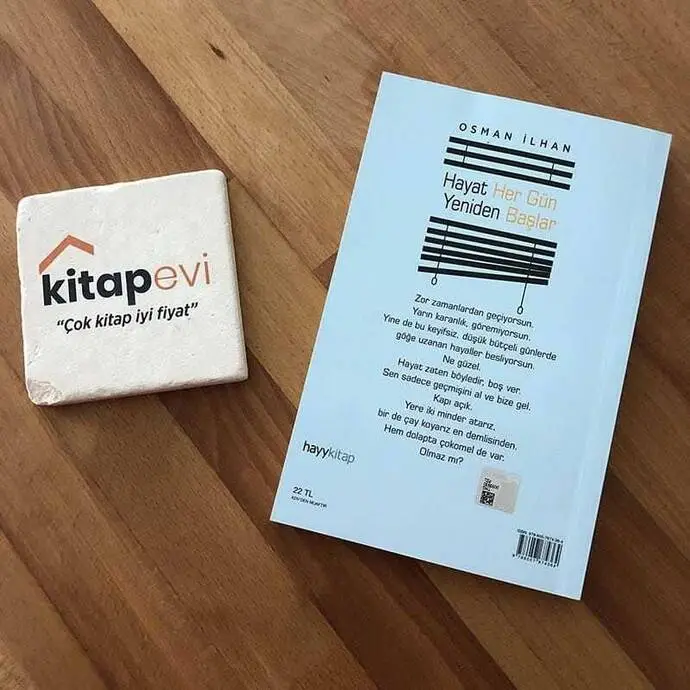 kitapevi
"Çok kitap iyi fiyat"
OSMAN İLHAN
Hayat Her Gün
Yeniden Başlar
Zor zamanlardan geçiyorsun.
Yarın karanlık, göremiyorsun.
Yine de bu keyifsiz, düşük bütçeli günlerde
göğe uzanan hayaller besliyorsun.
Ne güzel.
Hayat zaten böyledir, boş ver.
Sen sadece geçmişini al ve bize gel.
Kapı açık.
Yere iki minder atarız,
bir de çay koyarız en demlisinden.
Hem dolapta çokomel de var.
Olmaz mı?
hayykitap
22 TL
KDV'DEN MUAFTIR